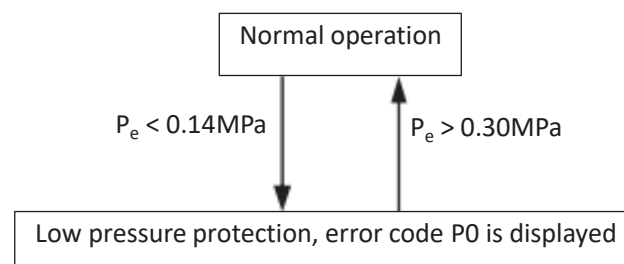 Normal operation
Pₑ < 0.14MPa
Pₑ > 0.30MPa
Low pressure protection, error code P0 is displayed